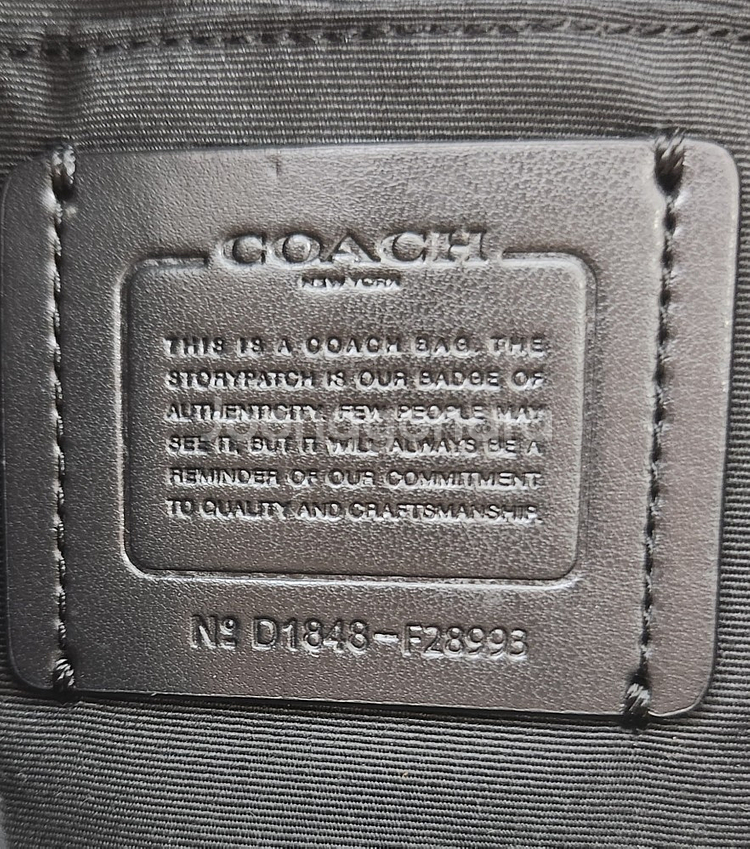 COACH
NEW YORK
THIS IS A COACH BAG. THE
STORYPATCH IS OUR BADGE OF
AUTHENTICITY. FEW PEOPLE MAY
SEE IT, BUT IT WILL ALWAYS BE A
REMINDER OF OUR COMMITMENT
TO QUALITY AND CRAFTSMANSHIP.
Nº D1848-F28993